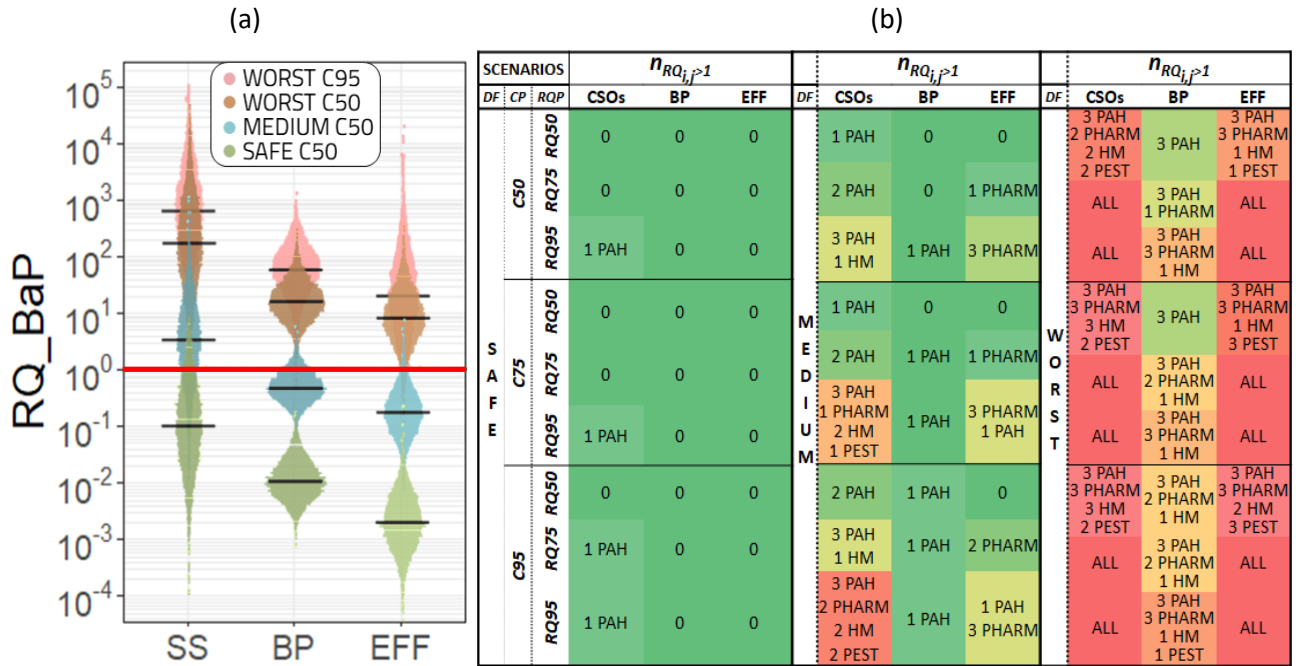 (a)
(b)
RQ_BaP
10^5
10^4
10^3
10^2
10^1
10^0
10^-1
10^-2
10^-3
10^-4
WORST C95
WORST C50
MEDIUM C50
SAFE C50
SS BP EFF
SCENARIOS n_{RQ_{i,j}>1} n_{RQ_{i,j}>1} n_{RQ_{i,j}>1}
DF CP RQP CSOs BP EFF DF CSOs BP EFF DF CSOs BP EFF
SAFE
C50
RQ50
0 0 0
RQ75
0 0 0
RQ95
1 PAH 0 0
C75
RQ50
0 0 0
RQ75
0 0 0
RQ95
1 PAH 0 0
C95
RQ50
0 0 0
RQ75
1 PAH 0 0
RQ95
1 PAH 0 0
MEDIUM
1 PAH 0 0
2 PAH 0 1 PHARM
3 PAH
1 HM
1 PAH
3 PHARM
1 PAH 0 0
2 PAH 1 PAH 1 PHARM
3 PAH
1 PHARM
2 HM
1 PEST
1 PAH
3 PHARM
1 PAH
2 PAH 1 PAH 0
3 PAH
1 HM
1 PAH
2 PHARM
3 PAH
2 PHARM
2 HM
2 PEST
1 PAH
1 PAH
3 PHARM
WORST
3 PAH
2 PHARM
2 HM
2 PEST
3 PAH
3 PAH
3 PHARM
1 HM
1 PEST
ALL
3 PAH
1 PHARM
ALL
ALL
3 PAH
3 PHARM
1 HM
ALL
3 PAH
3 PHARM
3 HM
2 PEST
3 PAH
3 PAH
3 PHARM
1 HM
3 PEST
ALL
3 PAH
2 PHARM
1 HM
ALL
ALL
3 PAH
3 PHARM
1 HM
ALL
3 PAH
3 PHARM
3 HM
2 PEST
3 PAH
2 PHARM
1 HM
3 PAH
3 PHARM
2 HM
3 PEST
ALL
3 PAH
2 PHARM
1 HM
ALL
ALL
3 PAH
3 PHARM
1 HM
1 PEST
ALL